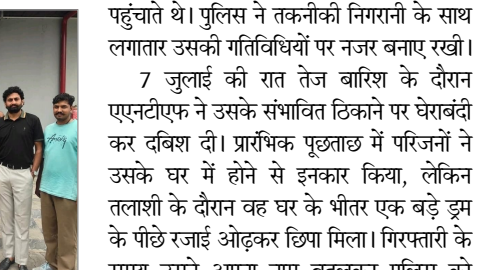 पहुंचाते थे। पुलिस ने तकनीकी निगरानी के साथ
लगातार उसकी गतिविधियों पर नजर बनाए रखी।
7 जुलाई की रात तेज बारिश के दौरान
एएनटीएफ ने उसके संभावित ठिकाने पर घेराबंदी
कर दबिश दी। प्रारंभिक पूछताछ में परिजनों ने
उसके घर में होने से इनकार किया, लेकिन
तलाशी के दौरान वह घर के भीतर एक बड़े ड्रम
के पीछे रजाई ओढ़कर छिपा मिला। गिरफ्तारी के